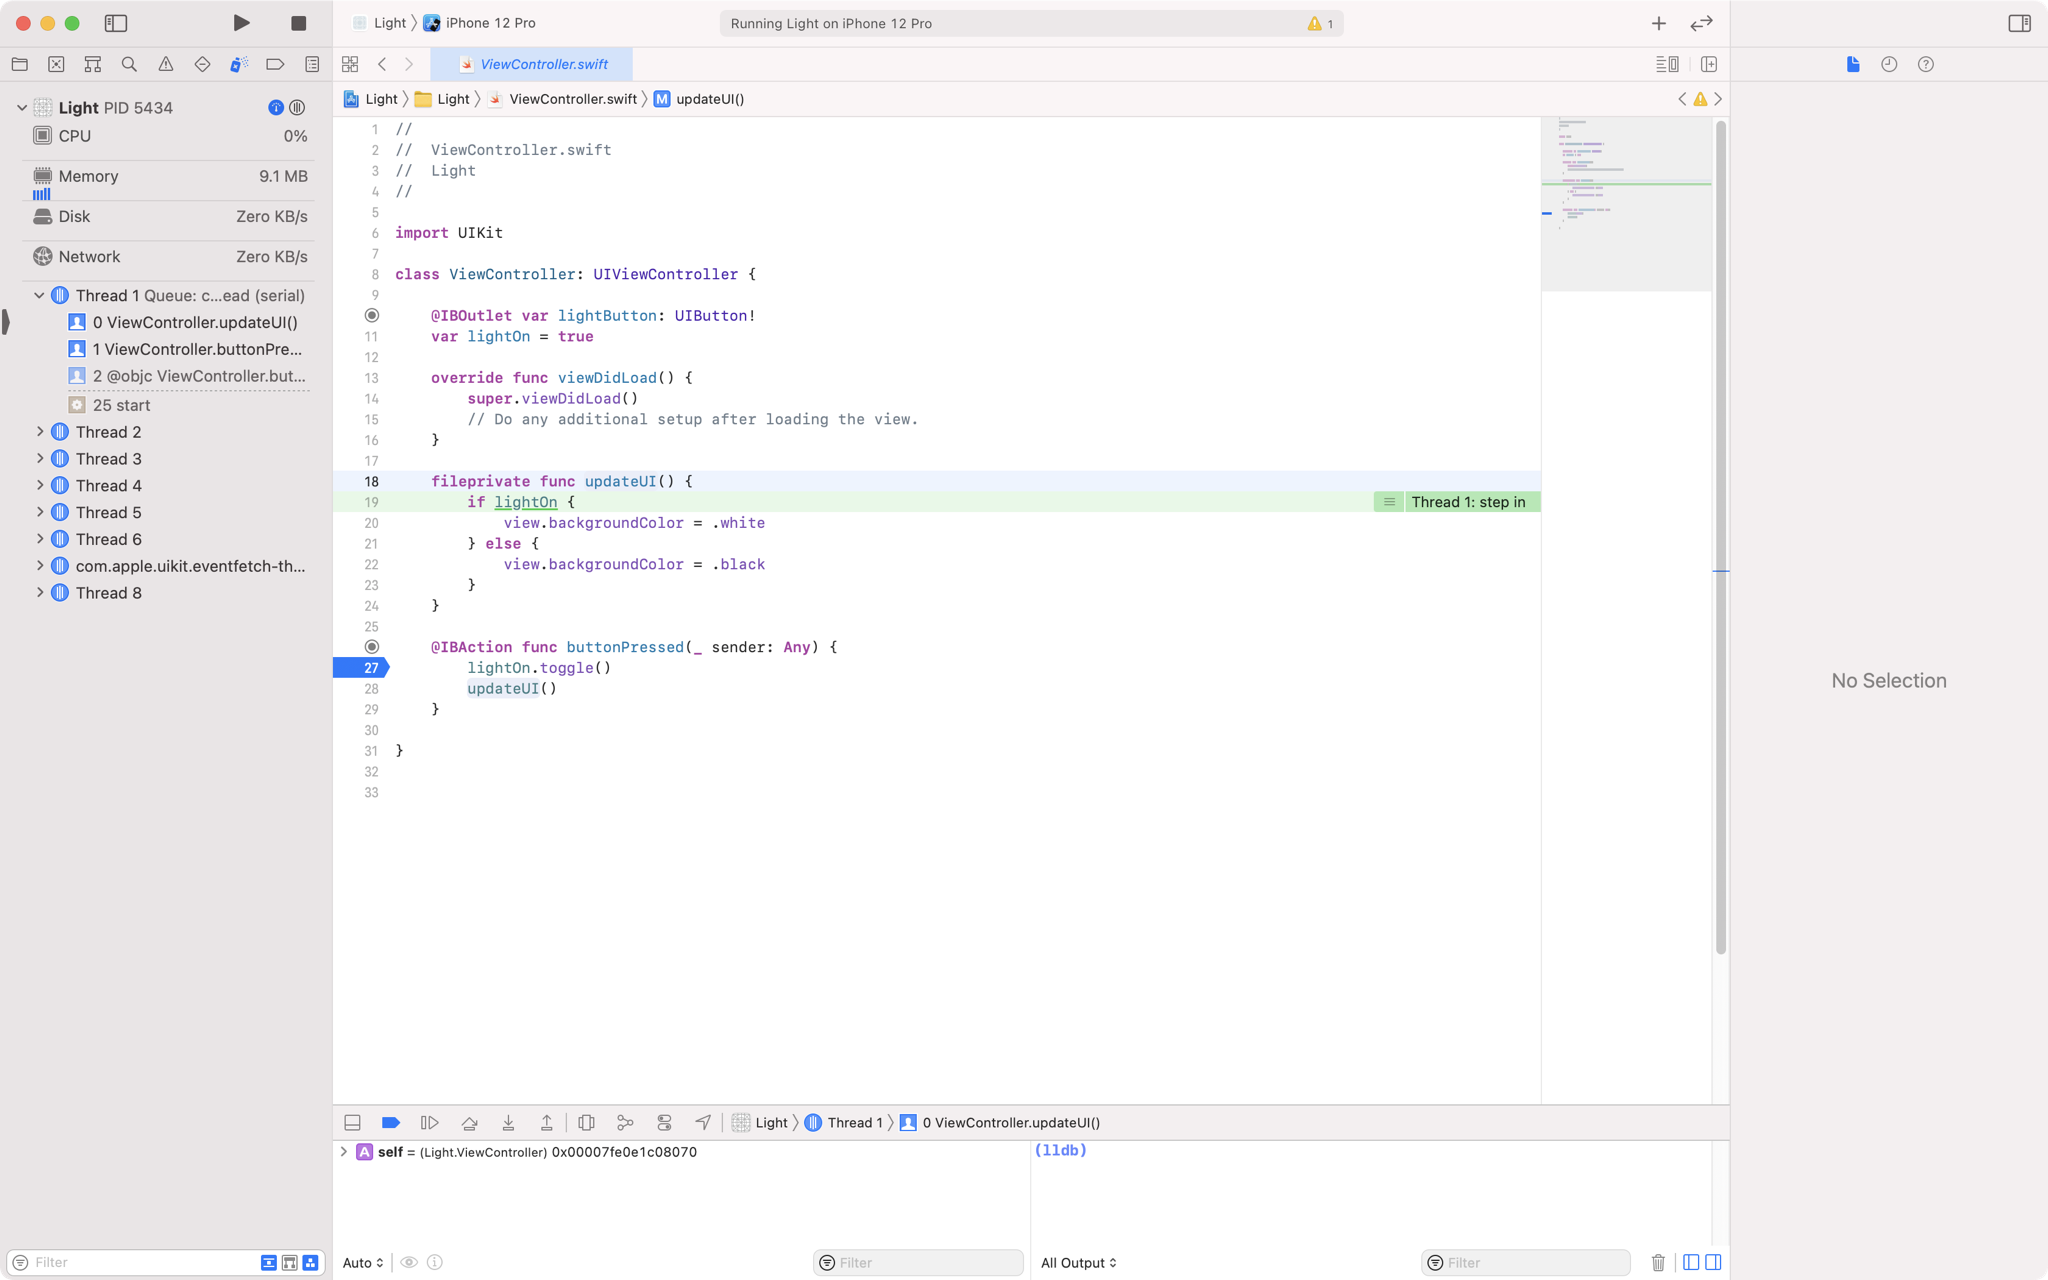 Light 〉 iPhone 12 Pro
Running Light on iPhone 12 Pro
1
ViewController.swift
Light 〉 Light 〉 ViewController.swift 〉 M updateUI()
Light PID 5434
CPU 0%
Memory 9.1 MB
Disk Zero KB/s
Network Zero KB/s
Thread 1 Queue: c...ead (serial)
0 ViewController.updateUI()
1 ViewController.buttonPre...
2 @objc ViewController.but...
25 start
Thread 2
Thread 3
Thread 4
Thread 5
Thread 6
com.apple.uikit.eventfetch-th...
Thread 8
Filter
1 //
2 //  ViewController.swift
3 //  Light
4 //
5
6 import UIKit
7
8 class ViewController: UIViewController {
9
@IBOutlet var lightButton: UIButton!
11 var lightOn = true
12
13 override func viewDidLoad() {
14 super.viewDidLoad()
15 // Do any additional setup after loading the view.
16 }
17
18 fileprivate func updateUI() {
19 if lightOn { Thread 1: step in
20 view.backgroundColor = .white
21 } else {
22 view.backgroundColor = .black
23 }
24 }
25
@IBAction func buttonPressed(_ sender: Any) {
27 lightOn.toggle()
28 updateUI()
29 }
30
31 }
32
33
No Selection
Light 〉 Thread 1 〉 0 ViewController.updateUI()
A self = (Light.ViewController) 0x00007fe0e1c08070
(lldb)
Auto
Filter
All Output
Filter